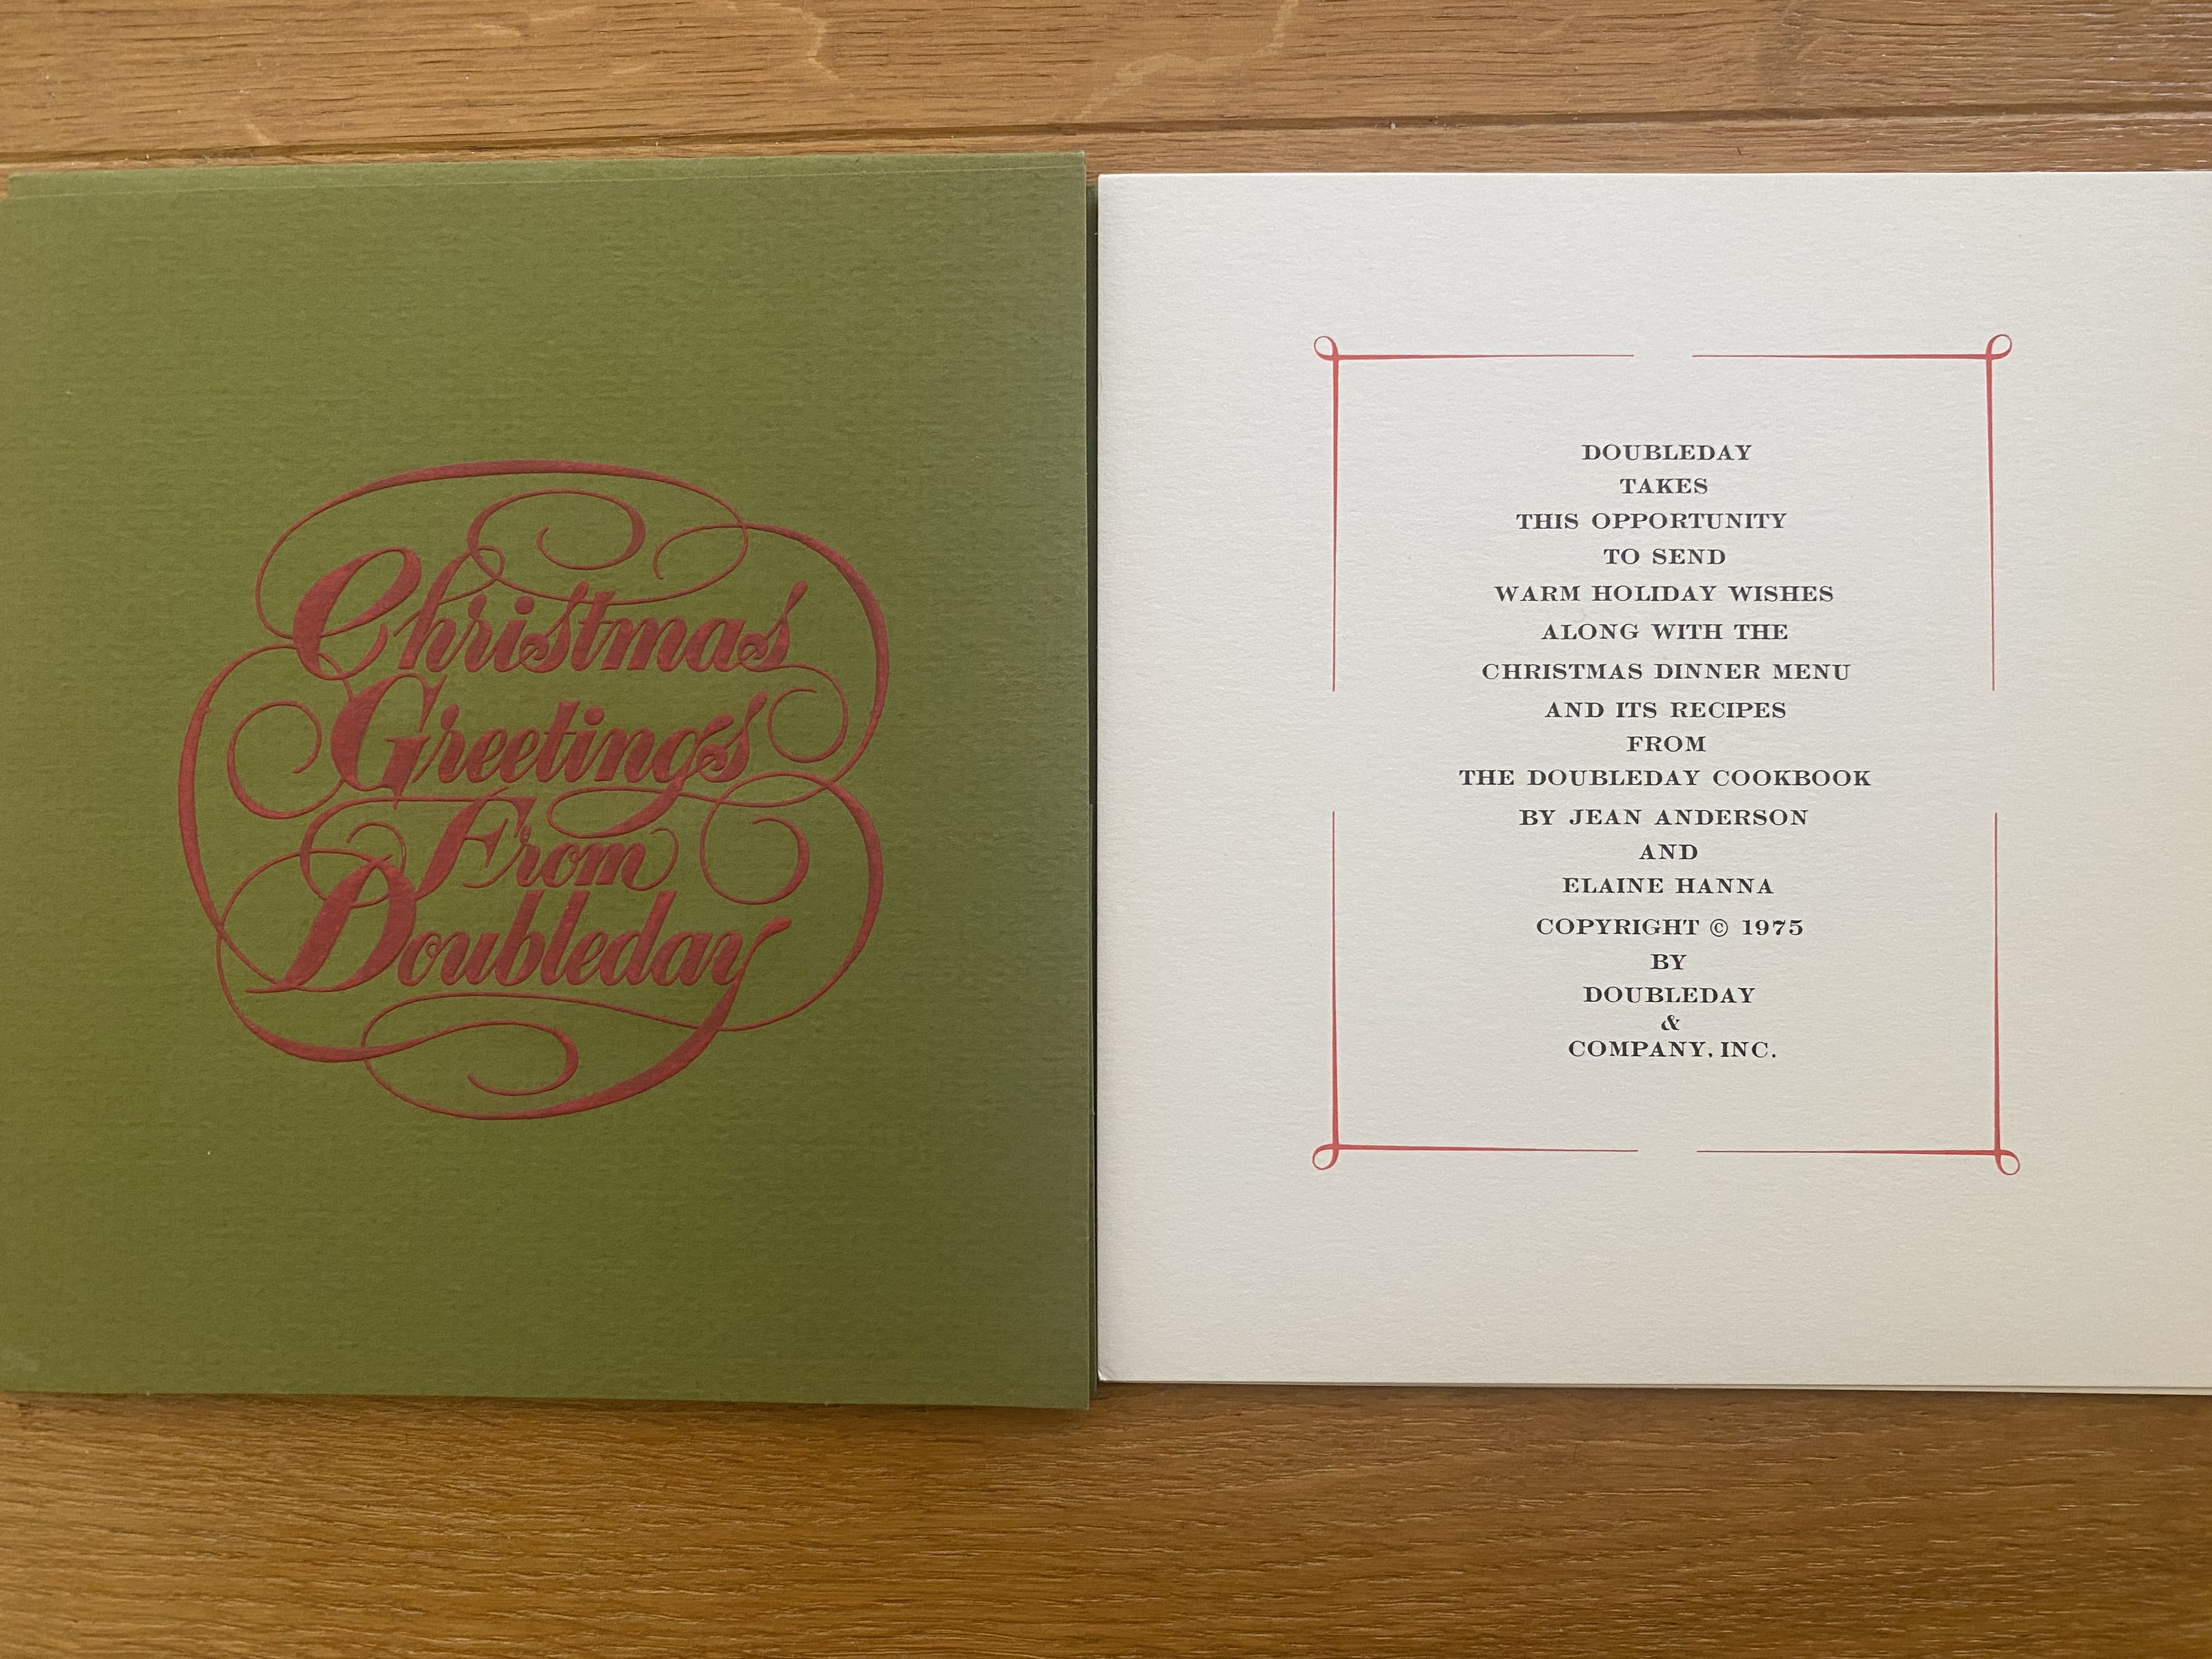 Christmas
Greetings
From
Doubleday
DOUBLEDAY
TAKES
THIS OPPORTUNITY
TO SEND
WARM HOLIDAY WISHES
ALONG WITH THE
CHRISTMAS DINNER MENU
AND ITS RECIPES
FROM
THE DOUBLEDAY COOKBOOK
BY JEAN ANDERSON
AND
ELAINE HANNA
COPYRIGHT © 1975
BY
DOUBLEDAY
&
COMPANY, INC.